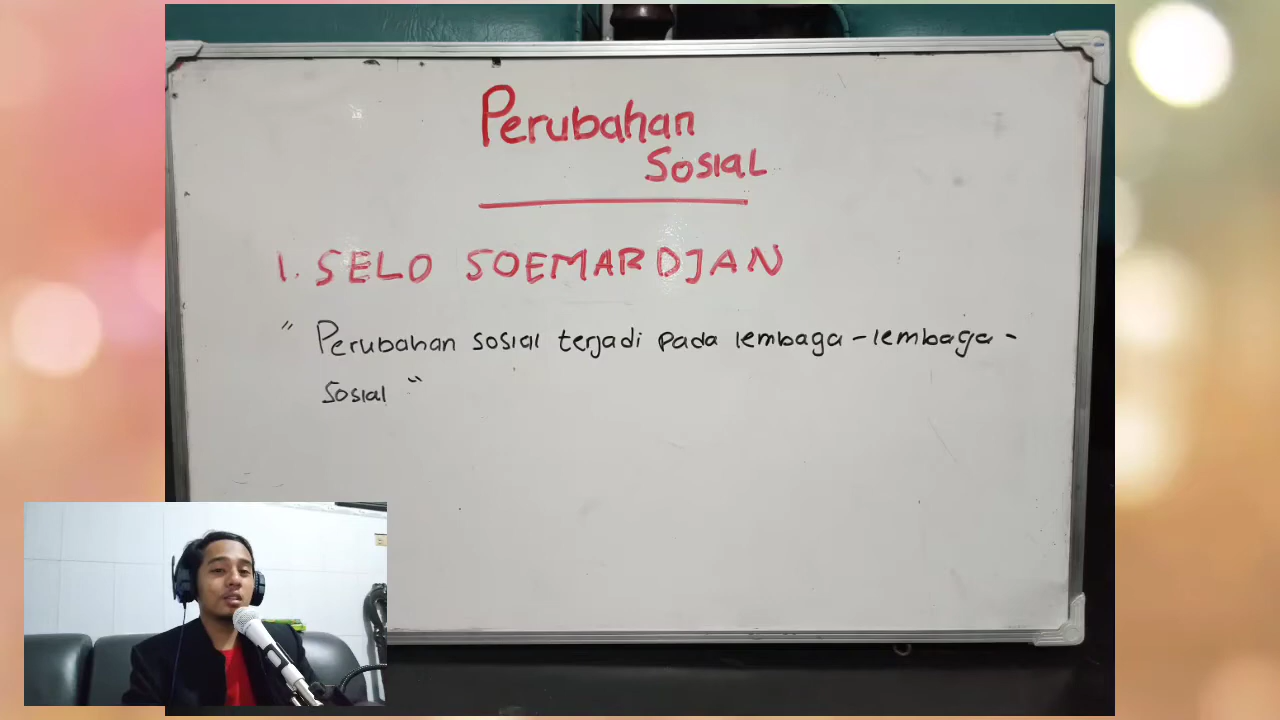 Perubahan
Sosial
1. SELO SOEMARDJAN
" Perubahan sosial terjadi pada lembaga-lembaga-
Sosial "